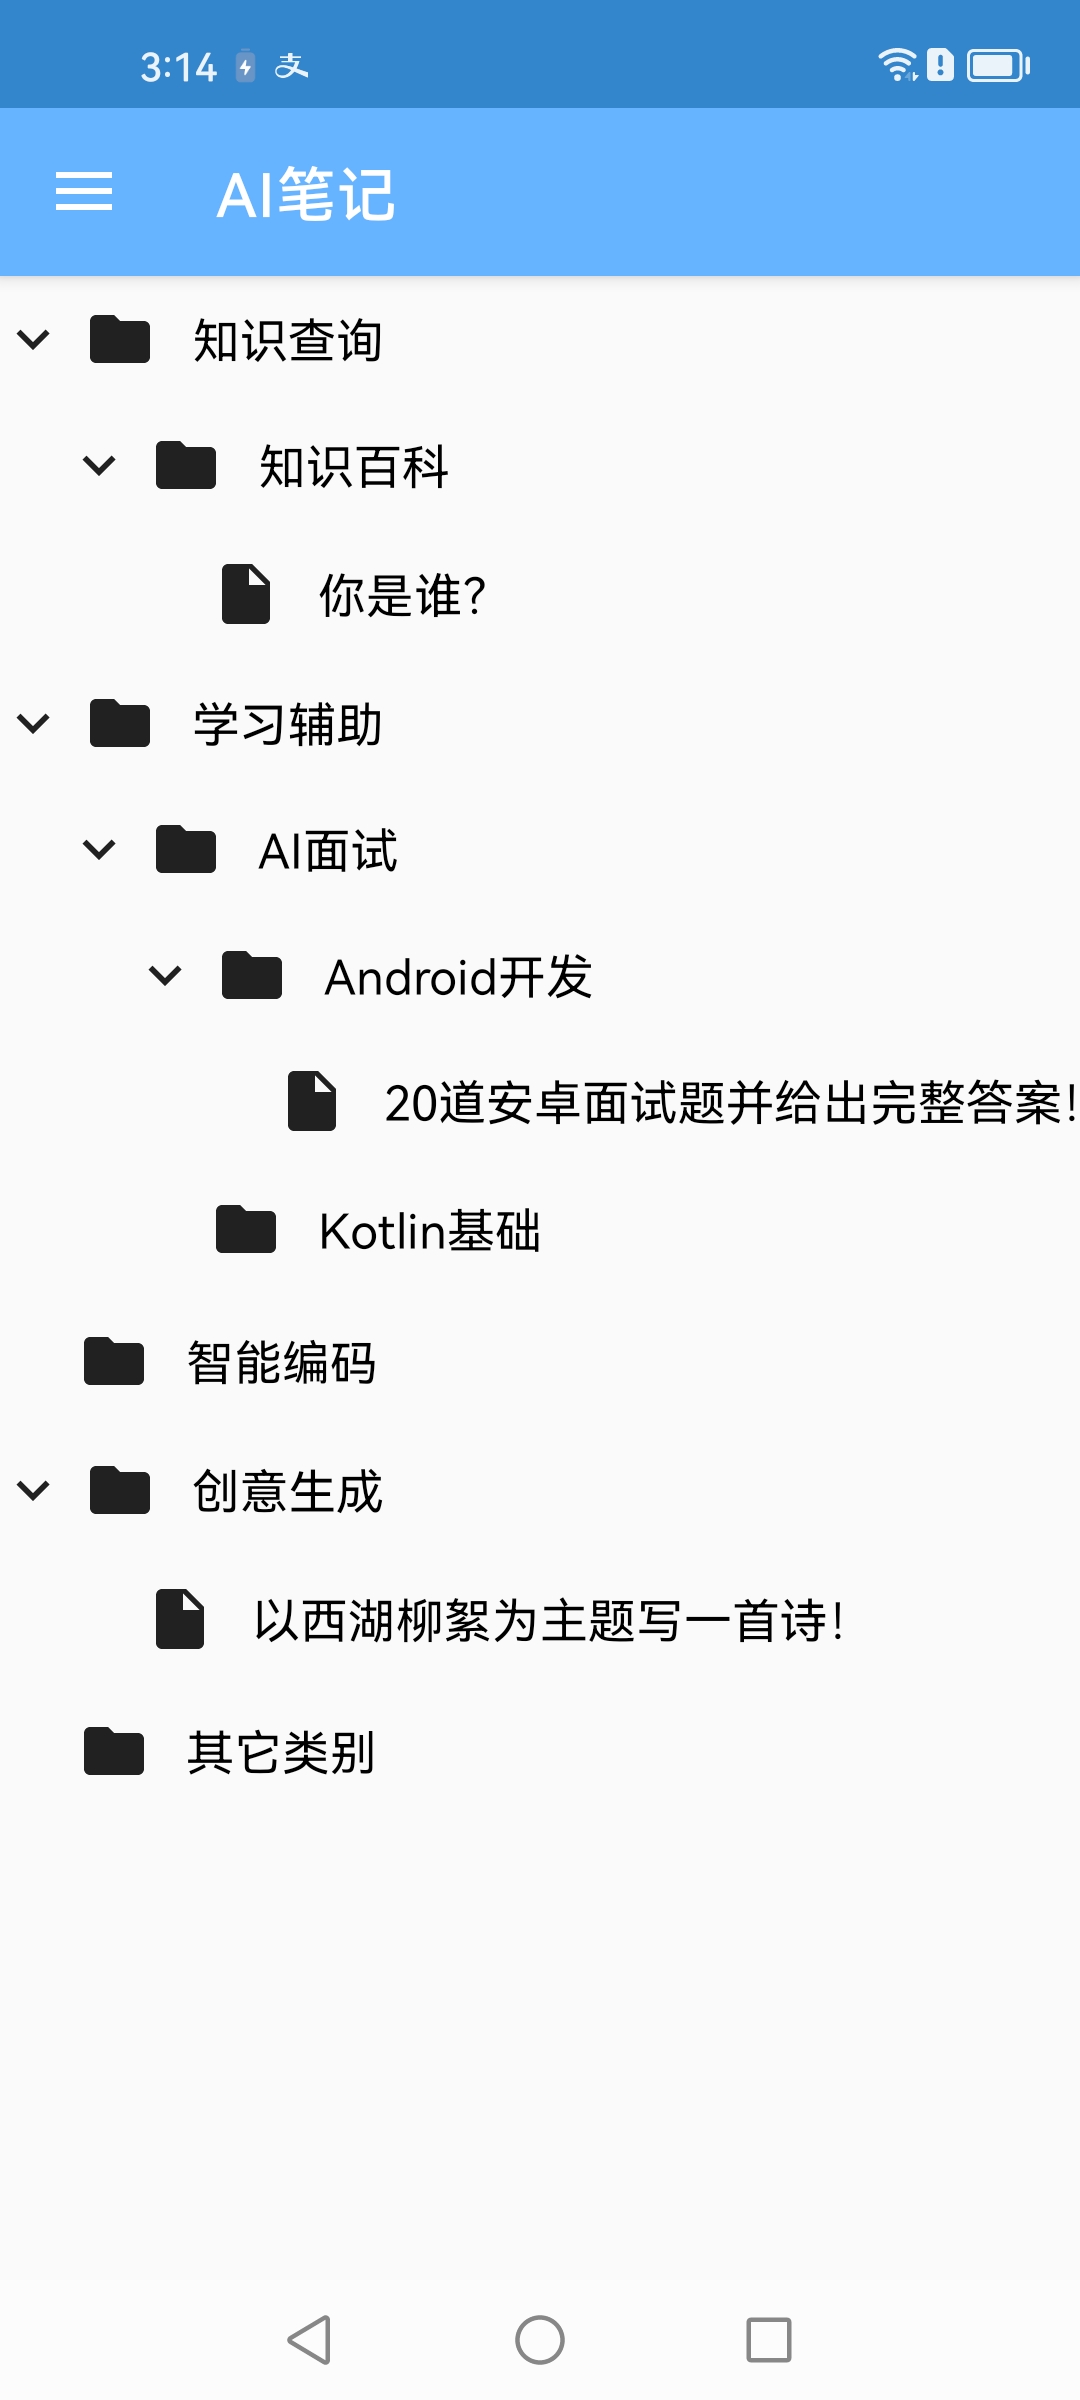 3:14 支
AI笔记
知识查询
知识百科
你是谁?
学习辅助
AI面试
Android开发
20道安卓面试题并给出完整答案!
Kotlin基础
智能编码
创意生成
以西湖柳絮为主题写一首诗!
其它类别